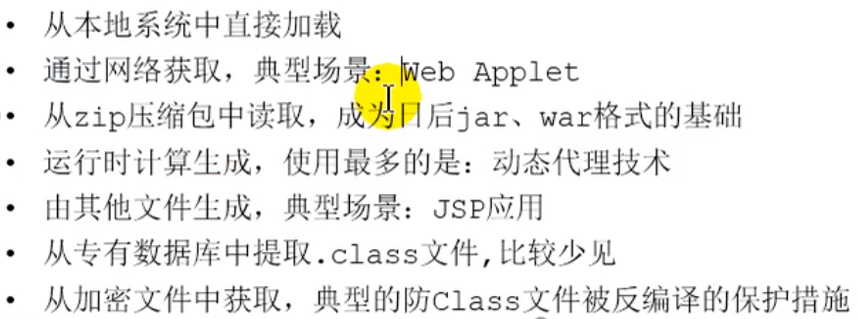 • 从本地系统中直接加载
• 通过网络获取，典型场景：Web Applet
• 从zip压缩包中读取，成为日后jar、war格式的基础
• 运行时计算生成，使用最多的是：动态代理技术
• 由其他文件生成，典型场景：JSP应用
• 从专有数据库中提取.class文件,比较少见
• 从加密文件中获取，典型的防Class文件被反编译的保护措施